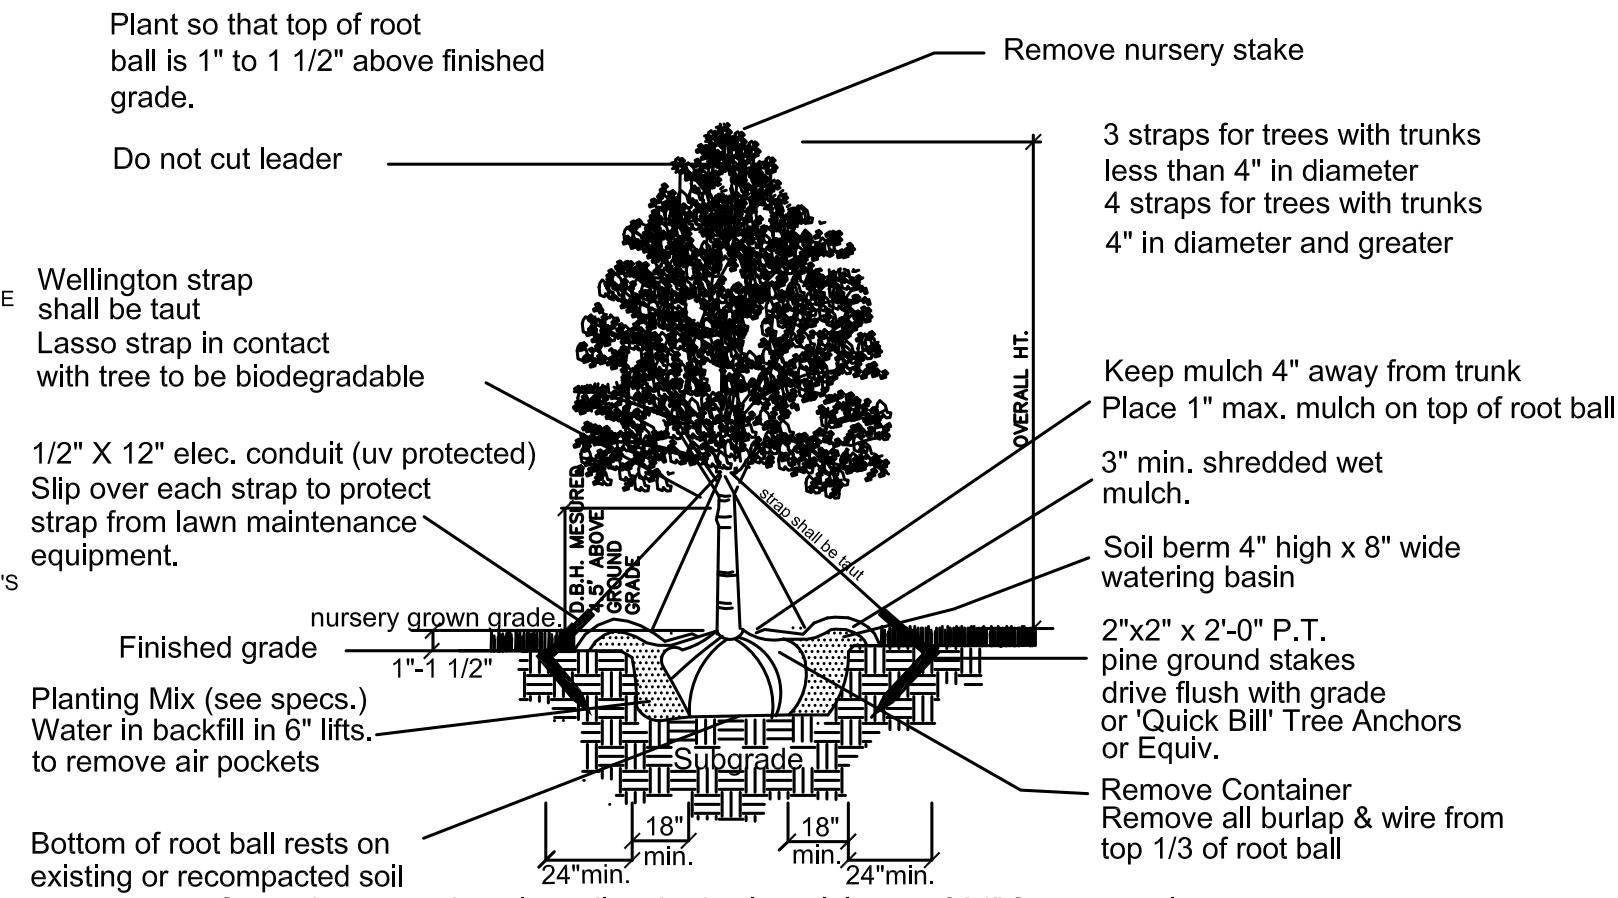 Plant so that top of root
ball is 1" to 1 1/2" above finished
grade.
Remove nursery stake
Do not cut leader
3 straps for trees with trunks
less than 4" in diameter
4 straps for trees with trunks
4" in diameter and greater
E
Wellington strap
shall be taut
Lasso strap in contact
with tree to be biodegradable
OVERALL HT.
Keep mulch 4" away from trunk
Place 1" max. mulch on top of root ball
1/2" X 12" elec. conduit (uv protected)
Slip over each strap to protect
strap from lawn maintenance
equipment.
D.B.H. MESURED
4.5' ABOVE
GROUND
GRADE
strap shall be taut
3" min. shredded wet
mulch.
Soil berm 4" high x 8" wide
watering basin
'S
nursery grown grade.
Finished grade
1"-1 1/2"
2"x2" x 2'-0" P.T.
pine ground stakes
drive flush with grade
or 'Quick Bill' Tree Anchors
or Equiv.
Planting Mix (see specs.)
Water in backfill in 6" lifts.
to remove air pockets
Subgrade
Remove Container
Remove all burlap & wire from
top 1/3 of root ball
Bottom of root ball rests on
existing or recompacted soil
18"
min.
18"
min.
24"min.
24"min.